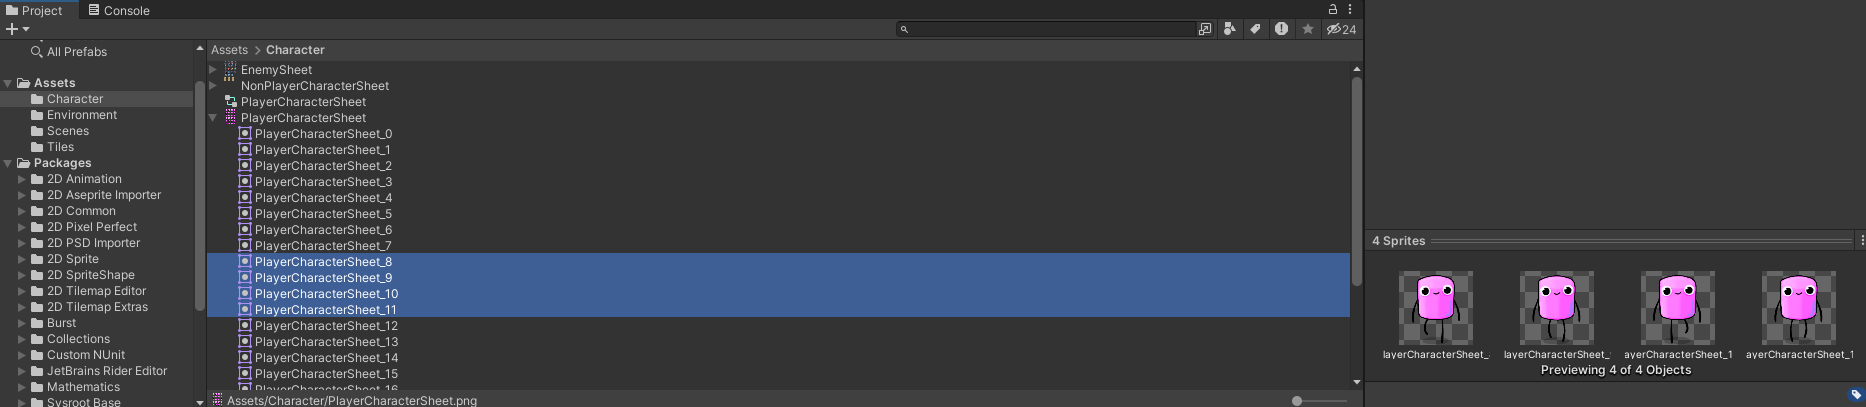 Project
Console
24
All Prefabs
Assets
Character
Environment
Scenes
Tiles
Packages
2D Animation
2D Aseprite Importer
2D Common
2D Pixel Perfect
2D PSD Importer
2D Sprite
2D SpriteShape
2D Tilemap Editor
2D Tilemap Extras
Burst
Collections
Custom NUnit
JetBrains Rider Editor
Mathematics
Sysroot Base
Assets > Character
EnemySheet
NonPlayerCharacterSheet
PlayerCharacterSheet
PlayerCharacterSheet
PlayerCharacterSheet_0
PlayerCharacterSheet_1
PlayerCharacterSheet_2
PlayerCharacterSheet_3
PlayerCharacterSheet_4
PlayerCharacterSheet_5
PlayerCharacterSheet_6
PlayerCharacterSheet_7
PlayerCharacterSheet_8
PlayerCharacterSheet_9
PlayerCharacterSheet_10
PlayerCharacterSheet_11
PlayerCharacterSheet_12
PlayerCharacterSheet_13
PlayerCharacterSheet_14
PlayerCharacterSheet_15
PlayerCharacterSheet_16
Assets/Character/PlayerCharacterSheet.png
4 Sprites
layerCharacterSheet_ layerCharacterSheet_ ayerCharacterSheet_1 ayerCharacterSheet_1
Previewing 4 of 4 Objects